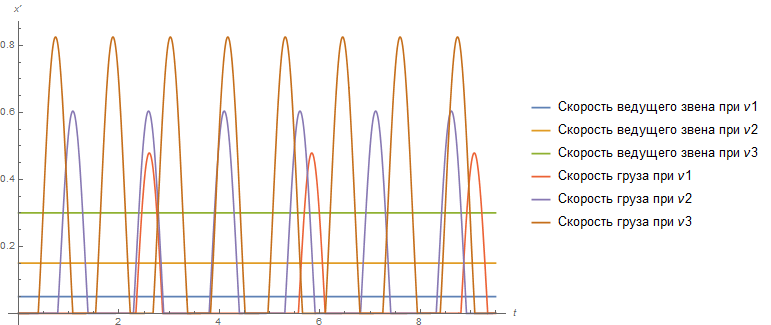 x′
0.8
0.6
0.4
0.2
2 4 6 8 t
Скорость ведущего звена при v1
Скорость ведущего звена при v2
Скорость ведущего звена при v3
Скорость груза при v1
Скорость груза при v2
Скорость груза при v3